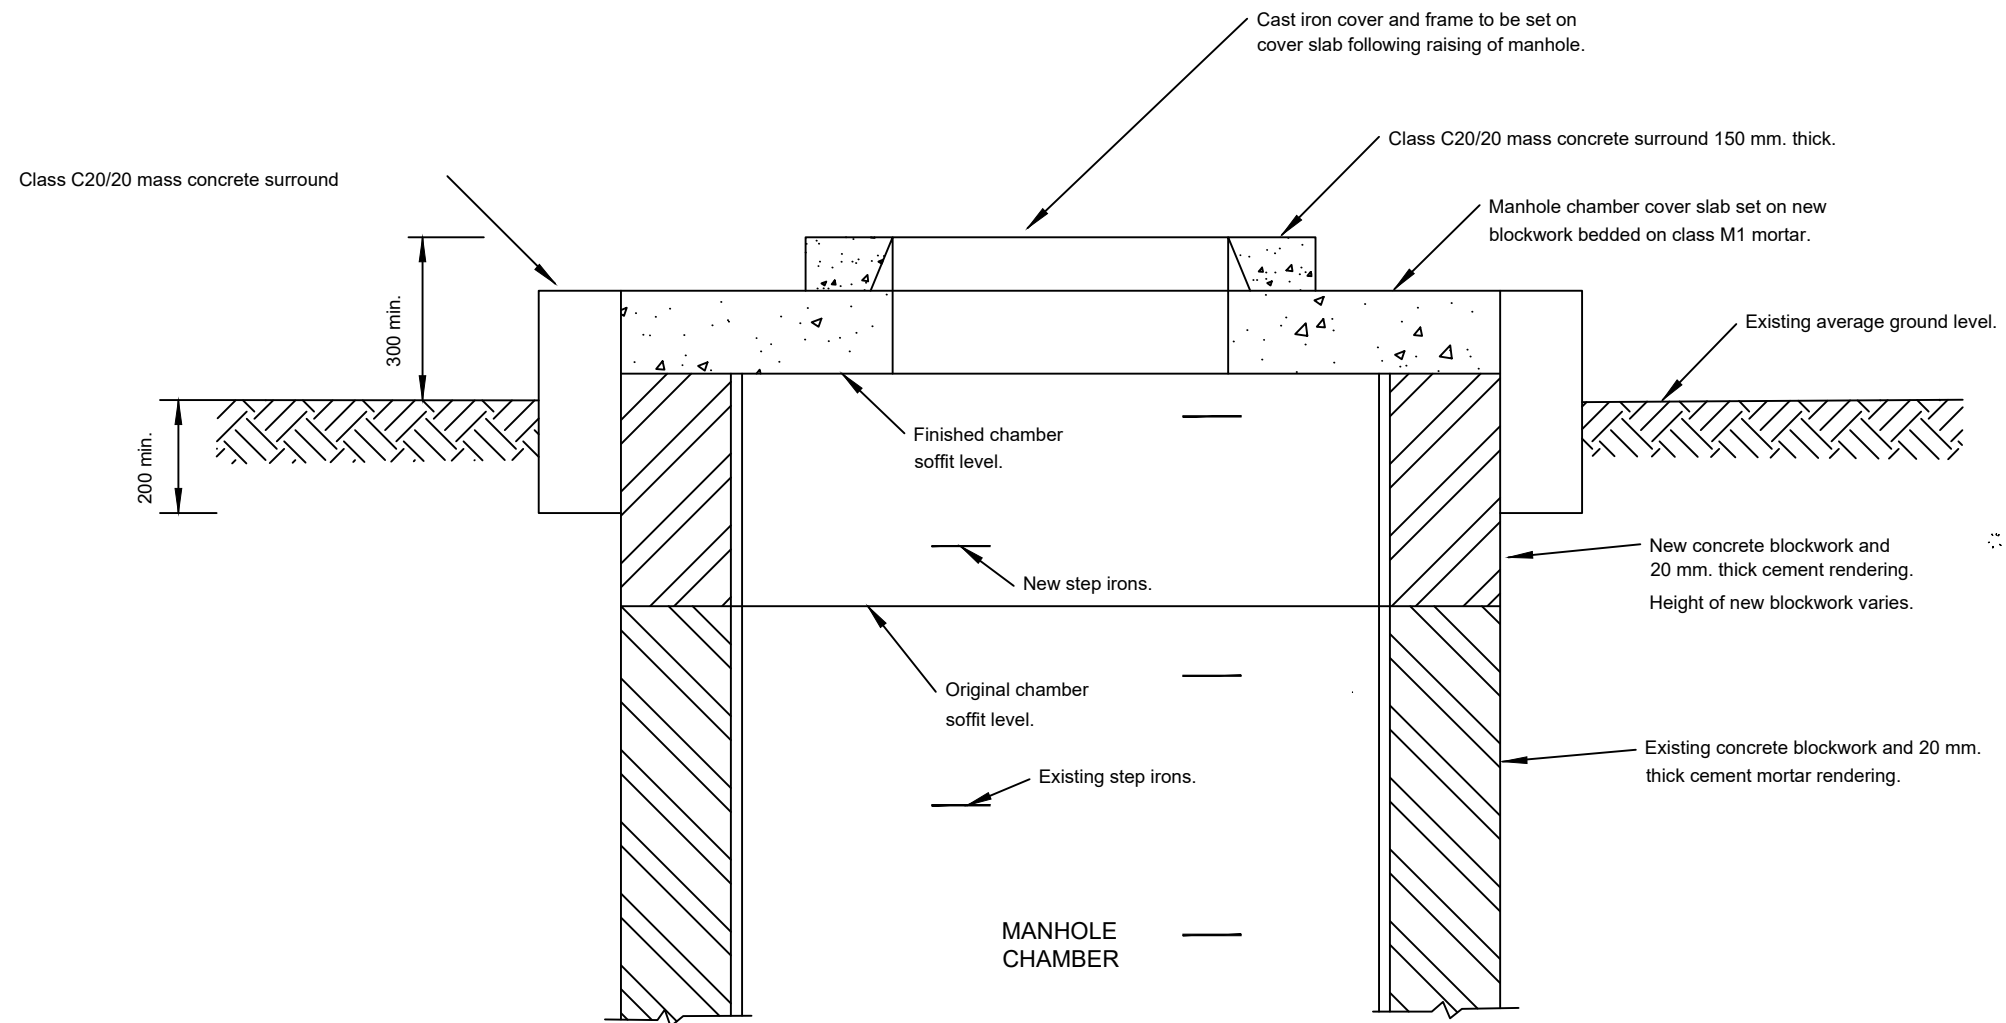 Cast iron cover and frame to be set on
cover slab following raising of manhole.
Class C20/20 mass concrete surround 150 mm. thick.
Class C20/20 mass concrete surround
Manhole chamber cover slab set on new
blockwork bedded on class M1 mortar.
300 min.
Existing average ground level.
200 min.
Finished chamber
soffit level.
New concrete blockwork and
20 mm. thick cement rendering.
Height of new blockwork varies.
New step irons.
Original chamber
soffit level.
Existing concrete blockwork and 20 mm.
thick cement mortar rendering.
Existing step irons.
MANHOLE
CHAMBER